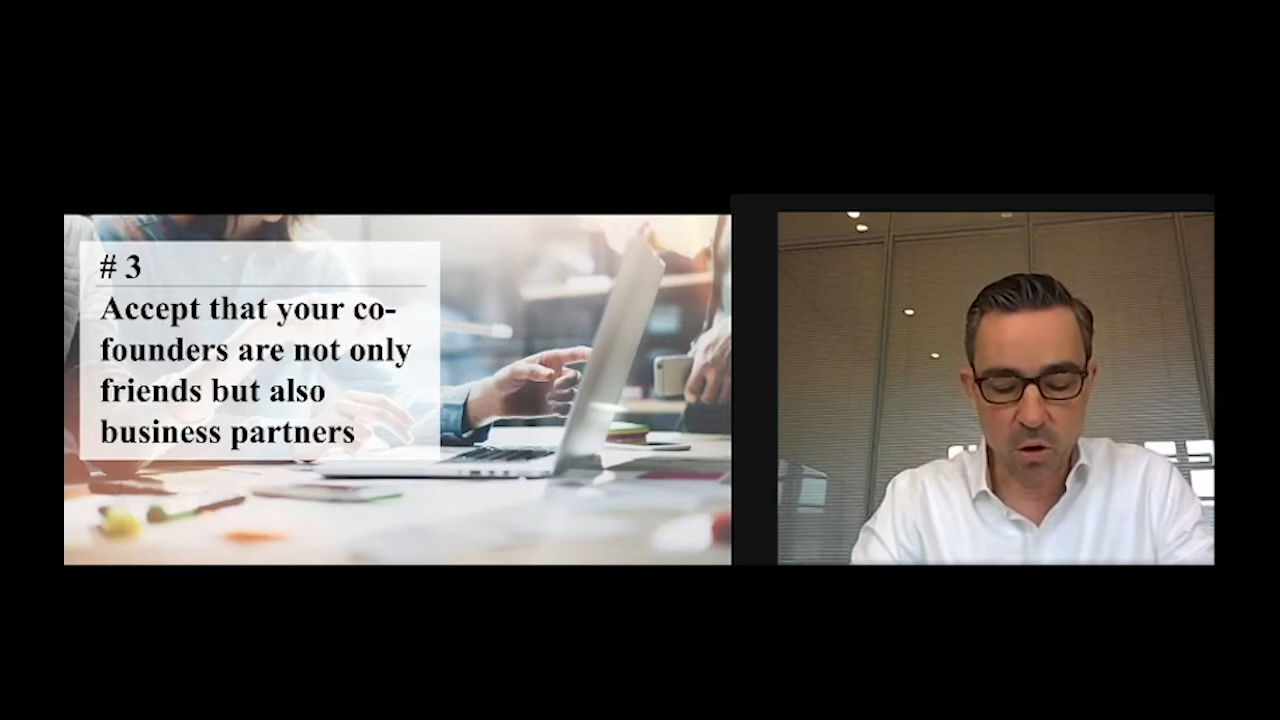 # 3
Accept that your co-
founders are not only
friends but also
business partners